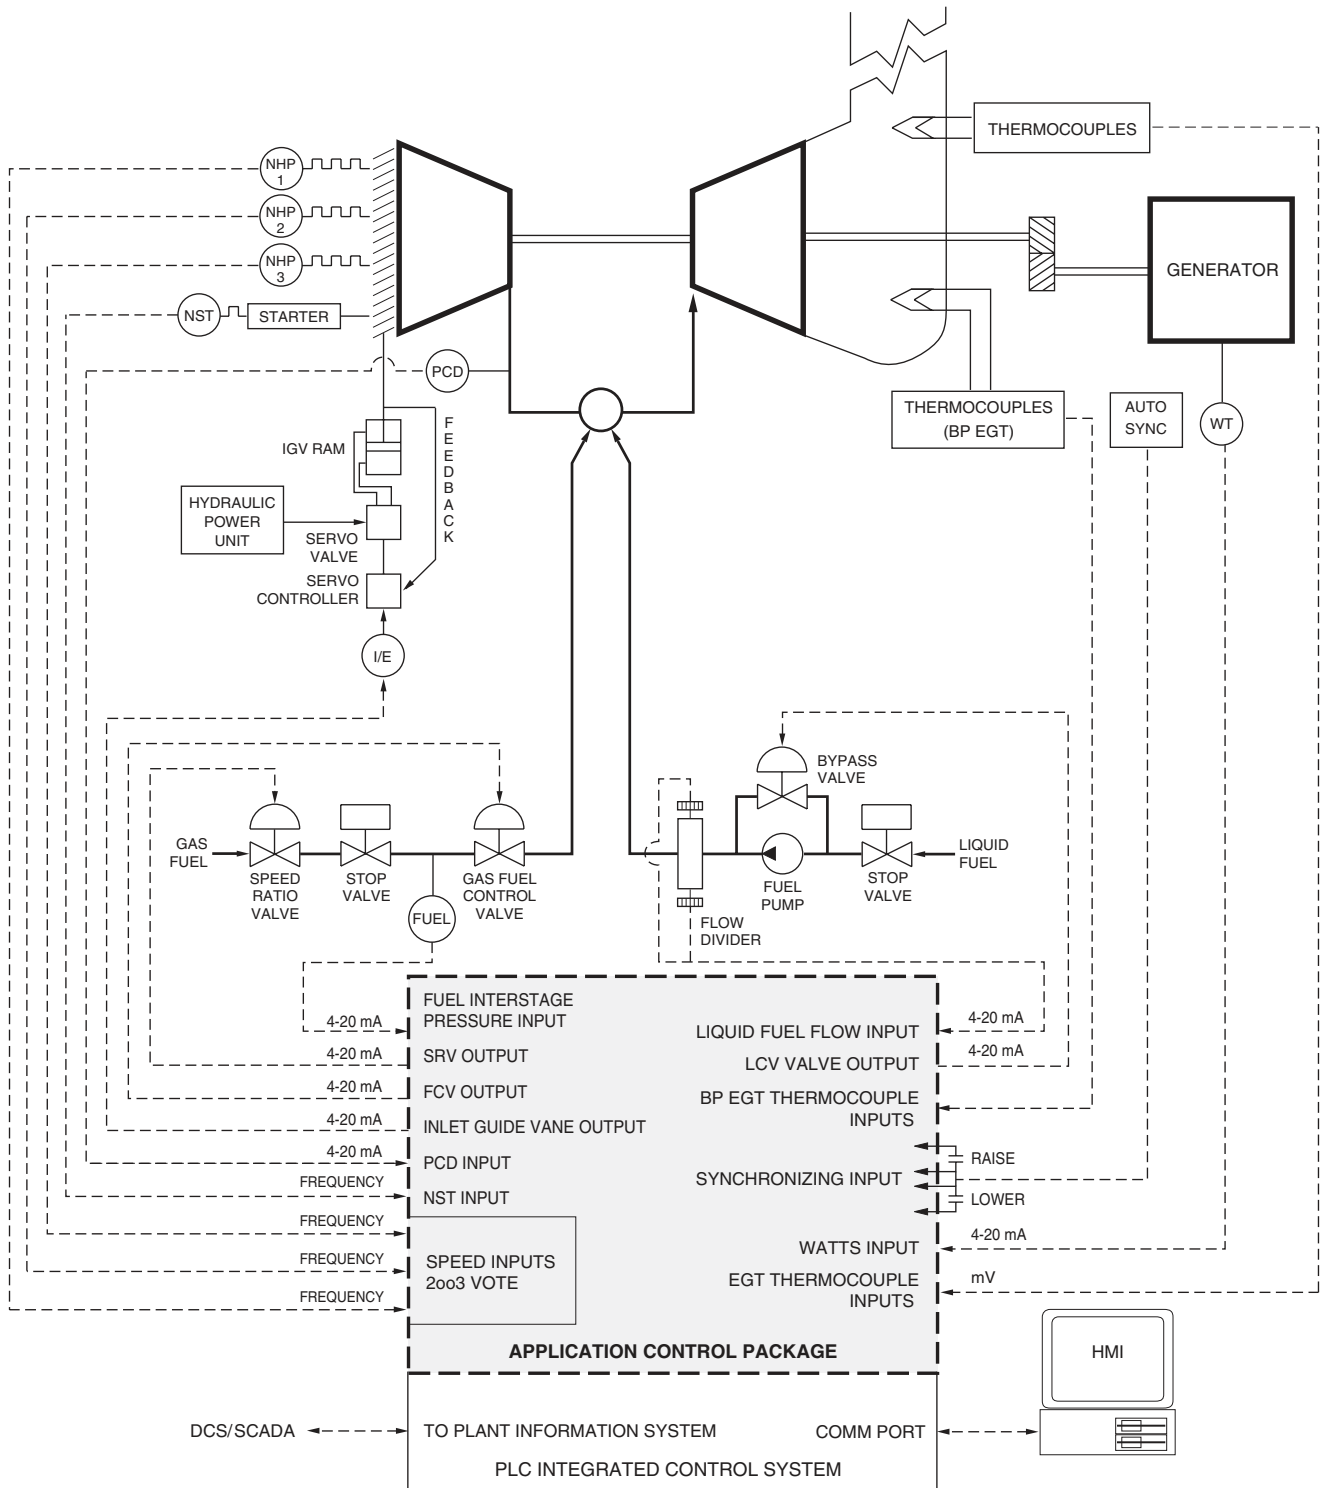 THERMOCOUPLES
NHP
1
NHP
2
NHP
3
NST
STARTER
GENERATOR
PCD
THERMOCOUPLES
(BP EGT)
AUTO
SYNC
WT
IGV RAM
FEEDBACK
HYDRAULIC
POWER
UNIT
SERVO
VALVE
SERVO
CONTROLLER
I/E
BYPASS
VALVE
GAS
FUEL
SPEED
RATIO
VALVE
STOP
VALVE
GAS FUEL
CONTROL
VALVE
FUEL
FLOW
DIVIDER
FUEL
PUMP
STOP
VALVE
LIQUID
FUEL
4-20 mA
FUEL INTERSTAGE
PRESSURE INPUT
4-20 mA
SRV OUTPUT
4-20 mA
FCV OUTPUT
4-20 mA
INLET GUIDE VANE OUTPUT
4-20 mA
PCD INPUT
FREQUENCY
NST INPUT
FREQUENCY
FREQUENCY
FREQUENCY
SPEED INPUTS
2oo3 VOTE
LIQUID FUEL FLOW INPUT
4-20 mA
LCV VALVE OUTPUT
4-20 mA
BP EGT THERMOCOUPLE
INPUTS
SYNCHRONIZING INPUT
RAISE
LOWER
WATTS INPUT
4-20 mA
EGT THERMOCOUPLE
INPUTS
mV
APPLICATION CONTROL PACKAGE
HMI
DCS/SCADA
TO PLANT INFORMATION SYSTEM
COMM PORT
PLC INTEGRATED CONTROL SYSTEM